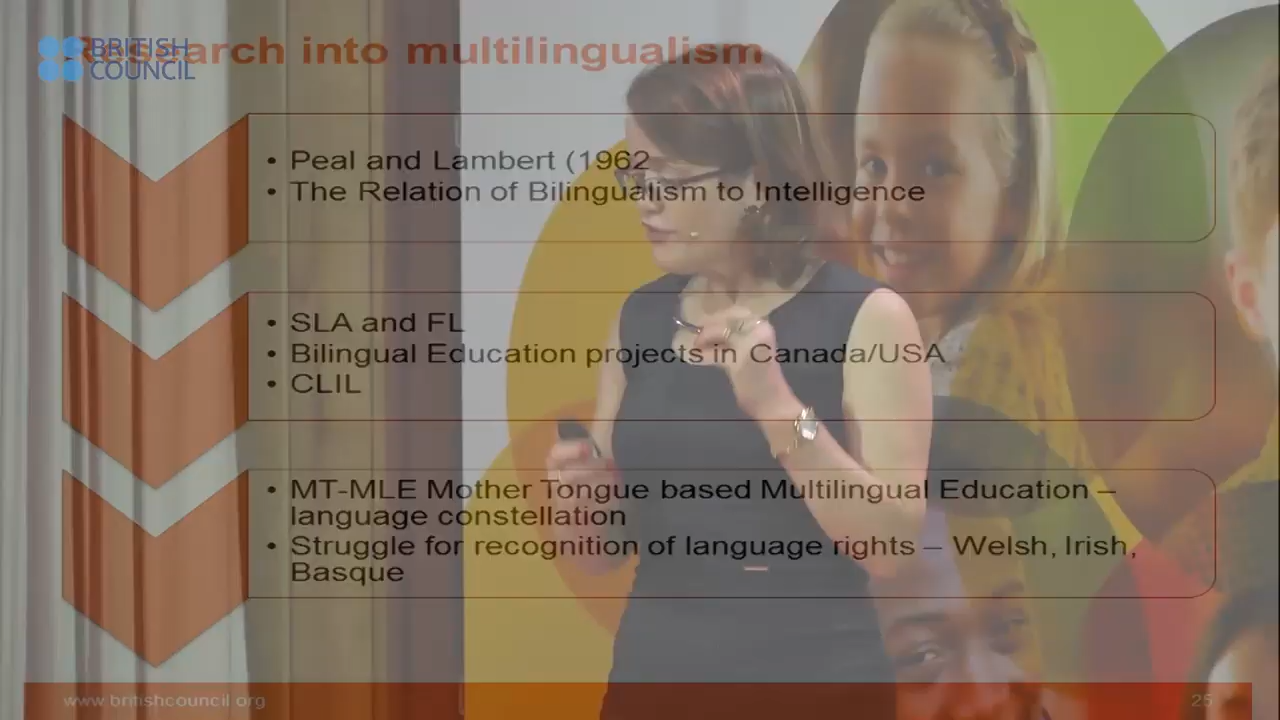 BRITISH
COUNCIL
Research into multilingualism
• Peal and Lambert (1962
• The Relation of Bilingualism to Intelligence
• SLA and FL
• Bilingual Education projects in Canada/USA
• CLIL
• MT-MLE Mother Tongue based Multilingual Education –
language constellation
• Struggle for recognition of language rights – Welsh, Irish,
Basque
www.britishcouncil.org
25